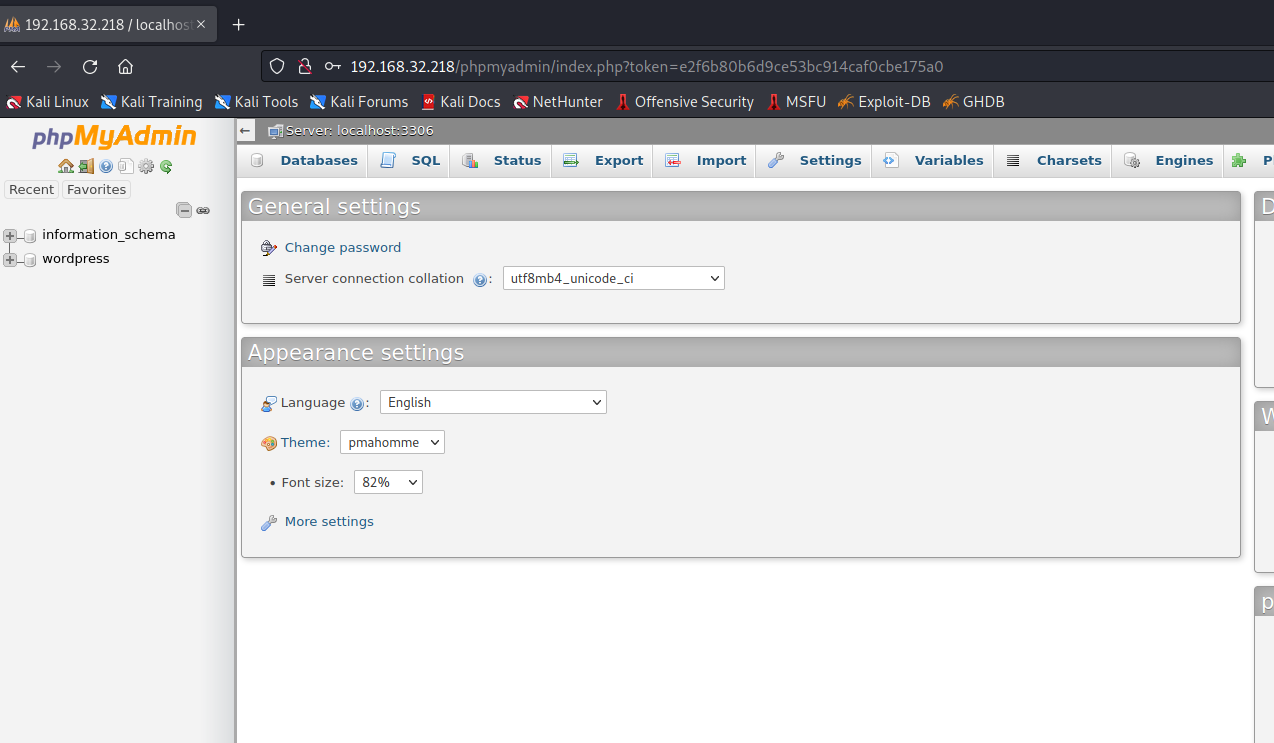 192.168.32.218 / localhost
192.168.32.218/phpmyadmin/index.php?token=e2f6b80b6d9ce53bc914caf0cbe175a0
Kali Linux Kali Training Kali Tools Kali Forums Kali Docs NetHunter Offensive Security MSFU Exploit-DB GHDB
phpMyAdmin
Recent Favorites
information_schema
wordpress
Server: localhost:3306
Databases SQL Status Export Import Settings Variables Charsets Engines P
General settings
Change password
Server connection collation : utf8mb4_unicode_ci
Appearance settings
Language : English
Theme: pmahomme
• Font size: 82%
More settings
D
W
p